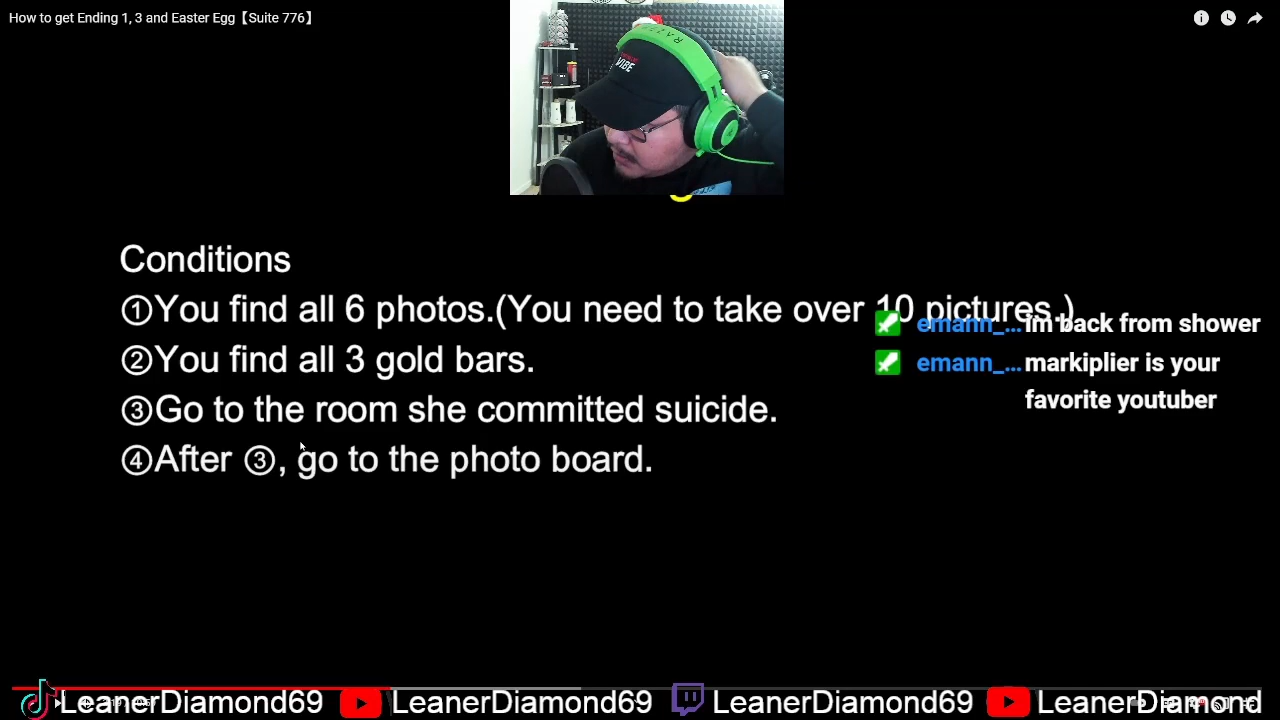 How to get Ending 1, 3 and Easter Egg【Suite 776】
VIBE
Conditions
①You find all 6 photos.(You need to take over 10 pictures.)
②You find all 3 gold bars.
③Go to the room she committed suicide.
④After ③, go to the photo board.
emann_... im back from shower
emann_... markiplier is your
favorite youtuber
LeanerDiamond69 LeanerDiamond69 LeanerDiamond69 LeanerDiamond